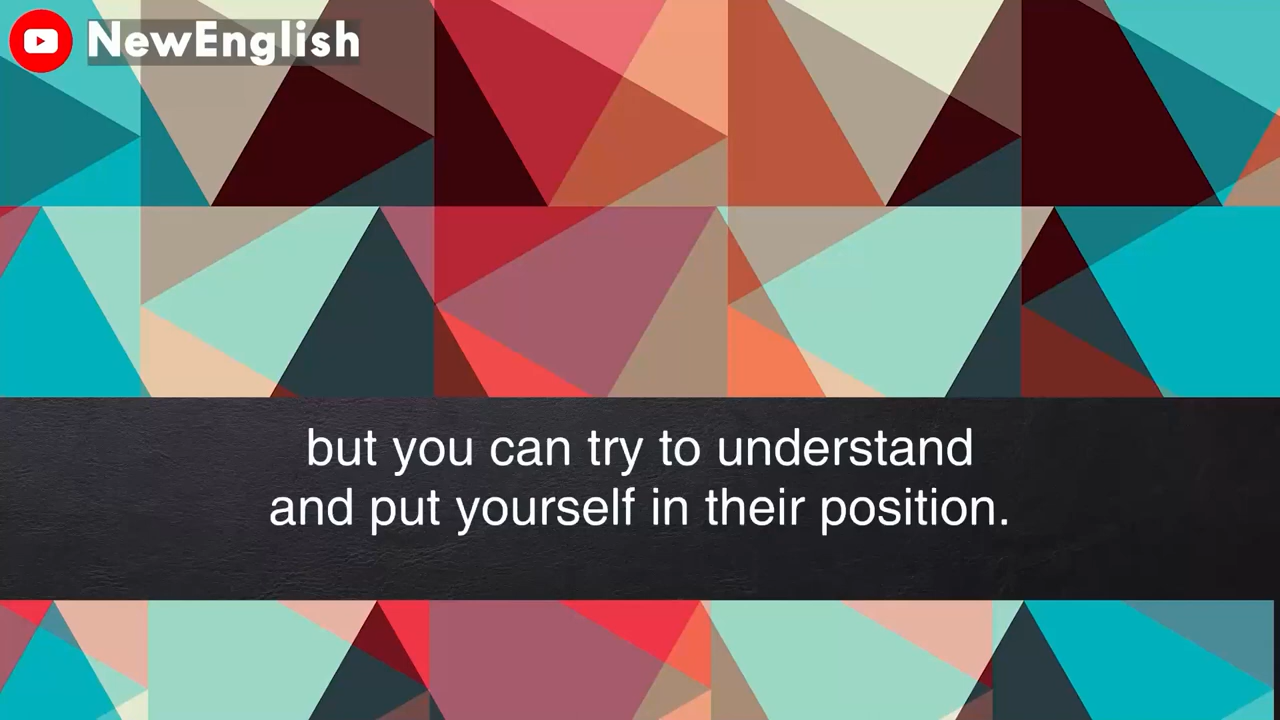 NewEnglish
but you can try to understand
and put yourself in their position.